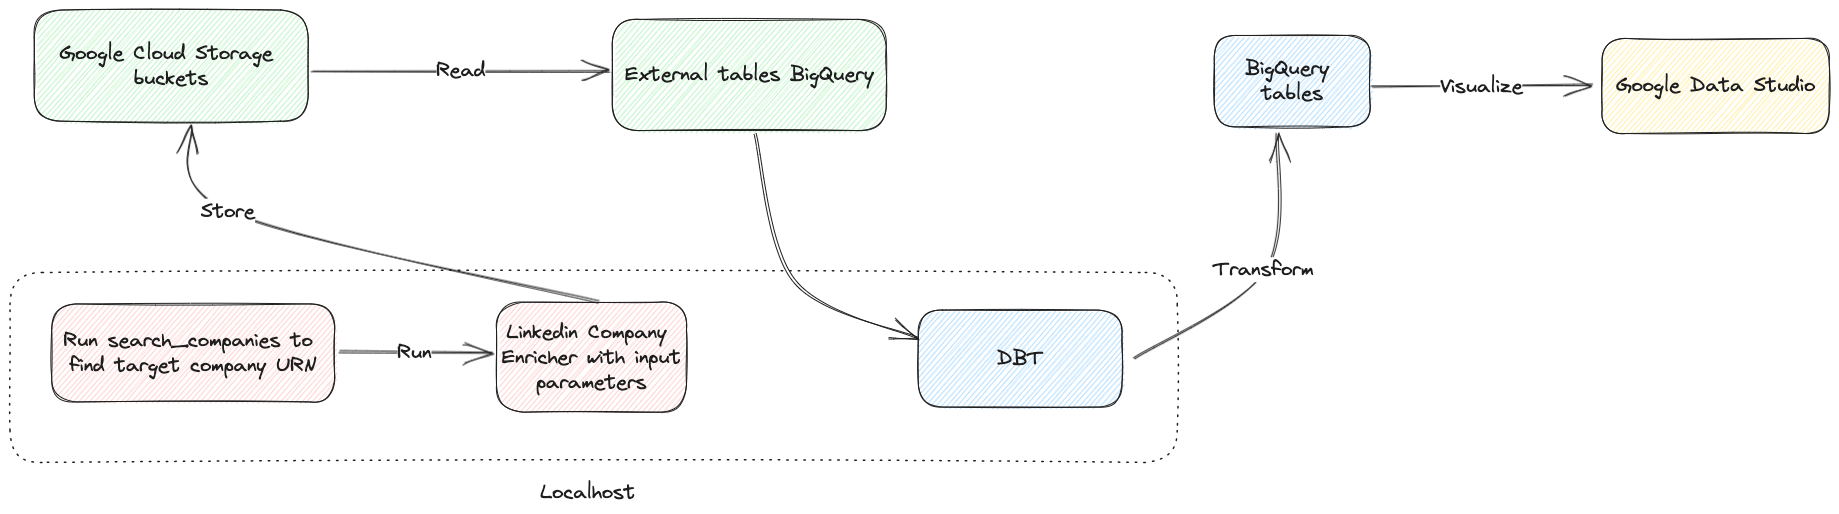 Google Cloud Storage
buckets
Read
External tables BigQuery
BigQuery
tables
Visualize
Google Data Studio
Store
Transform
Run search_companies to
find target company URN
Run
Linkedin Company
Enricher with input
parameters
DBT
Localhost